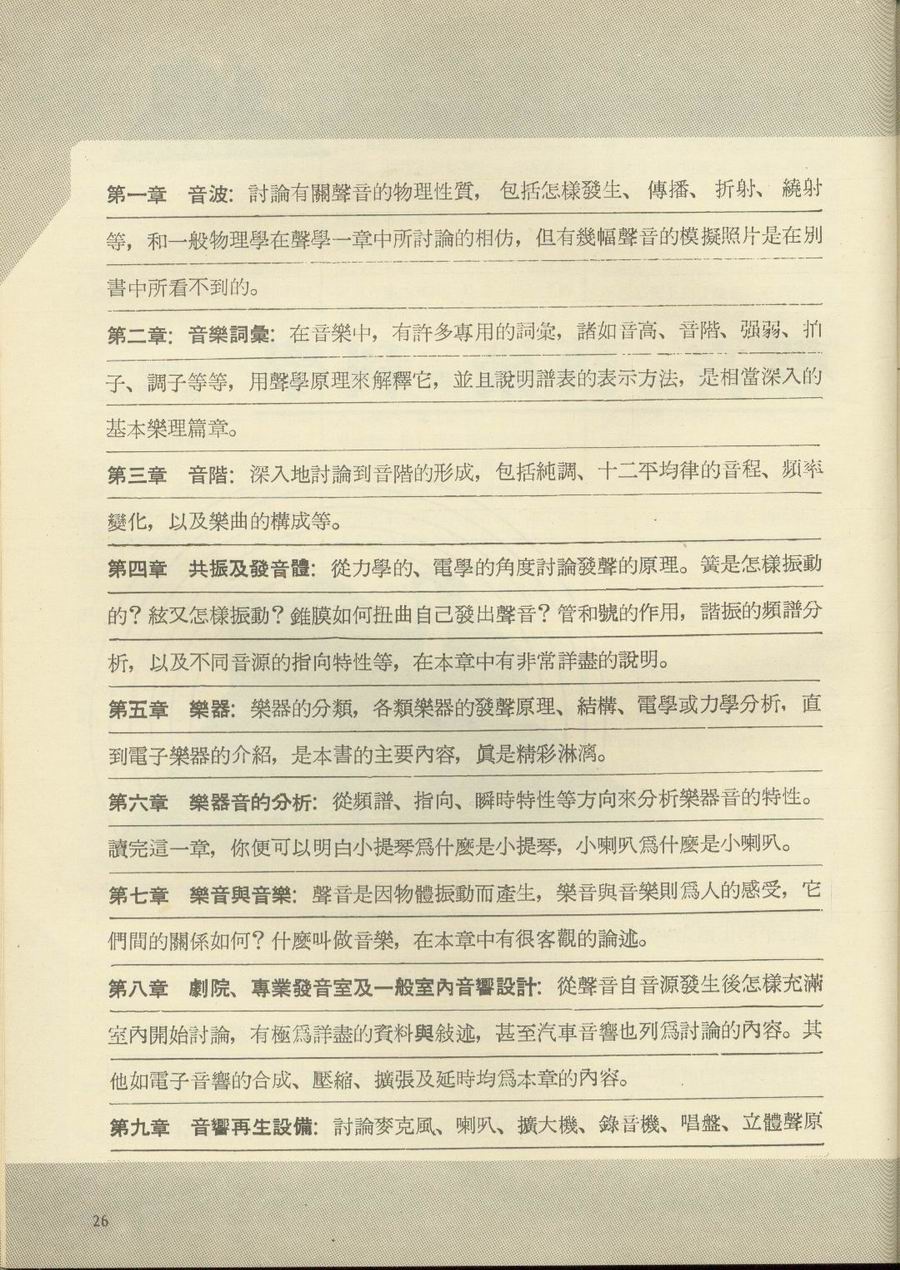 第一章　音波：討論有關聲音的物理性質，包括怎樣發生、傳播、折射、繞射
等，和一般物理學在聲學一章中所討論的相仿，但有幾幅聲音的模擬照片是在別
書中所看不到的。
第二章：音樂詞彙：在音樂中，有許多專用的詞彙，諸如音高、音階、强弱、拍
子、調子等等，用聲學原理來解釋它，並且說明譜表的表示方法，是相當深入的
基本樂理篇章。
第三章　音階：深入地討論到音階的形成，包括純調、十二平均律的音程、頻率
變化，以及樂曲的構成等。
第四章　共振及發音體：從力學的、電學的角度討論發聲的原理。簧是怎樣振動
的？絃又怎樣振動？錐膜如何扭曲自己發出聲音？管和號的作用，諧振的頻譜分
析，以及不同音源的指向特性等，在本章中有非常詳盡的說明。
第五章　樂器：樂器的分類，各類樂器的發聲原理、結構、電學或力學分析，直
到電子樂器的介紹，是本書的主要內容，眞是精彩淋漓。
第六章　樂器音的分析：從頻譜、指向、瞬時特性等方向來分析樂器音的特性。
讀完這一章，你便可以明白小提琴爲什麼是小提琴，小喇叭爲什麼是小喇叭。
第七章　樂音與音樂：聲音是因物體振動而產生，樂音與音樂則爲人的感受，它
們間的關係如何？什麼叫做音樂，在本章中有很客觀的論述。
第八章　劇院、專業發音室及一般室內音響設計：從聲音自音源發生後怎樣充滿
室內開始討論，有極爲詳盡的資料與敍述，甚至汽車音響也列爲討論的內容。其
他如電子音響的合成、壓縮、擴張及延時均爲本章的內容。
第九章　音響再生設備：討論麥克風、喇叭、擴大機、錄音機、唱盤、立體聲原
26